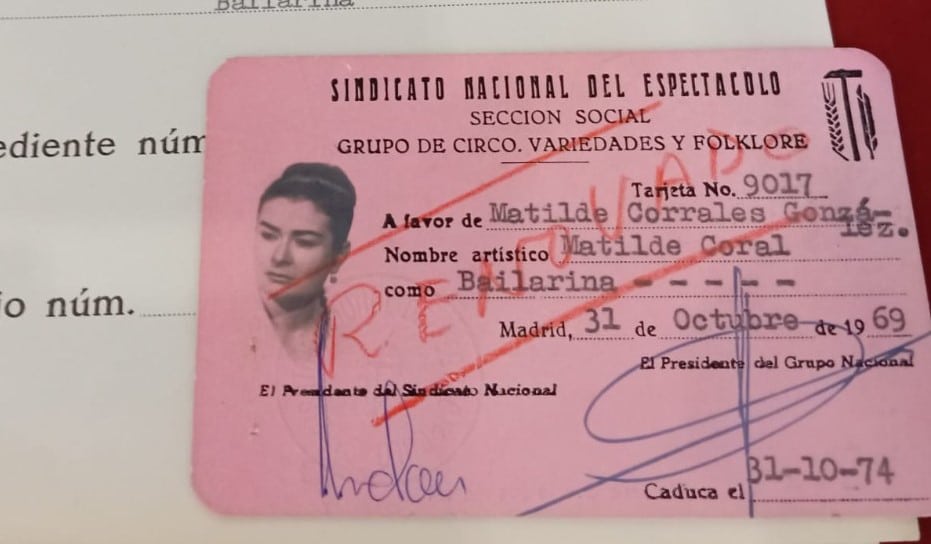 Bailarina
SINDICATO NACIONAL DEL ESPECTACOLO
SECCION SOCIAL
ediente núm
GRUPO DE CIRCO. VARIEDADES Y FOLKLORE
RENOVADO
Tarjeta No. 9017
A favor de Matilde Corrales Gonzá-
lez.
Nombre artístico Matilde Coral
como Bailarina - - - - -
io núm.
Madrid, 31 de Octubre de 1969
El Presidente del Grupo Nacional
El Presidente del Sindicato Nacional
Caduca el 31-10-74